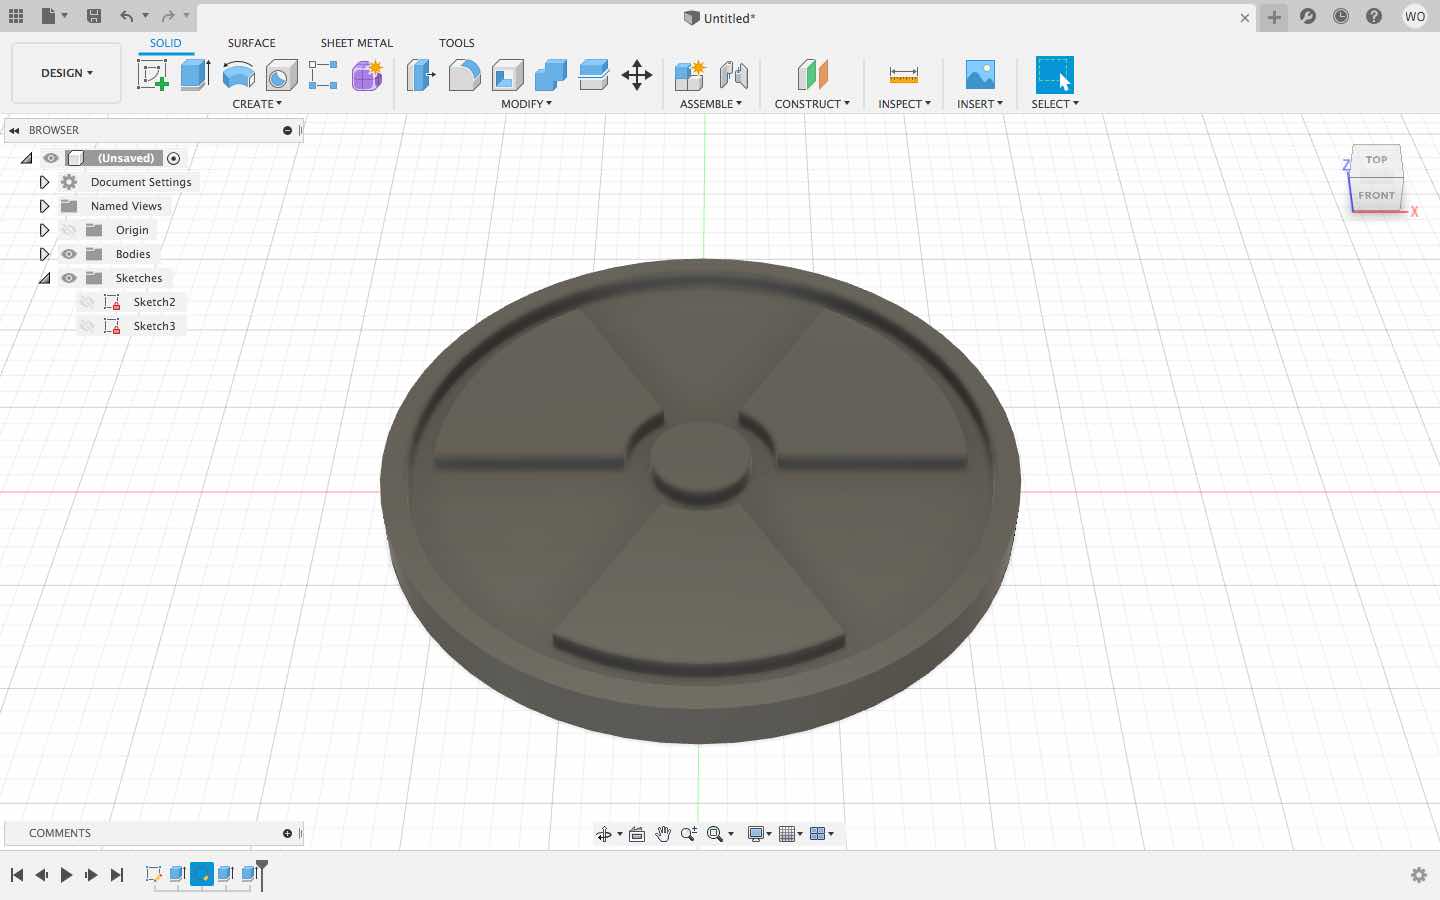 Untitled*
WO
DESIGN
SOLID SURFACE SHEET METAL TOOLS
CREATE MODIFY ASSEMBLE CONSTRUCT INSPECT INSERT SELECT
BROWSER
(Unsaved)
Document Settings
Named Views
Origin
Bodies
Sketches
Sketch2
Sketch3
TOP
Z
FRONT
X
COMMENTS